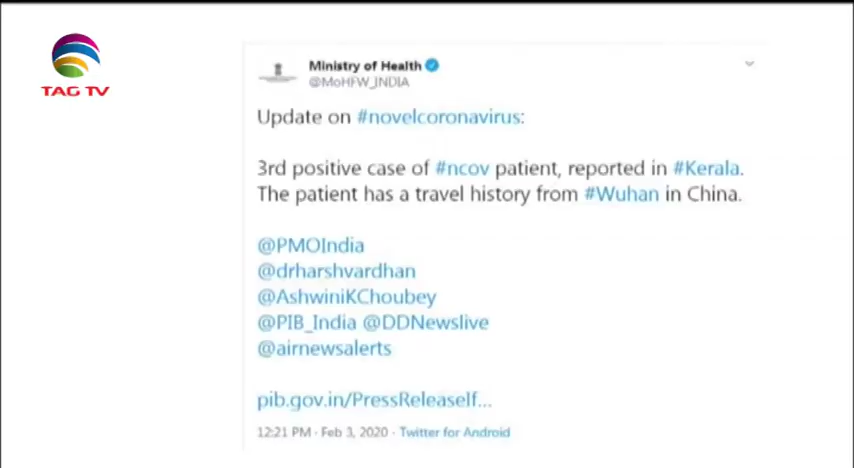 TAG TV
Ministry of Health
@MoHFW_INDIA
Update on #novelcoronavirus:
3rd positive case of #ncov patient, reported in #Kerala.
The patient has a travel history from #Wuhan in China.
@PMOIndia
@drharshvardhan
@AshwiniKChoubey
@PIB_India @DDNewslive
@airnewsalerts
pib.gov.in/PressReleaseIf...
12:21 PM · Feb 3, 2020 · Twitter for Android